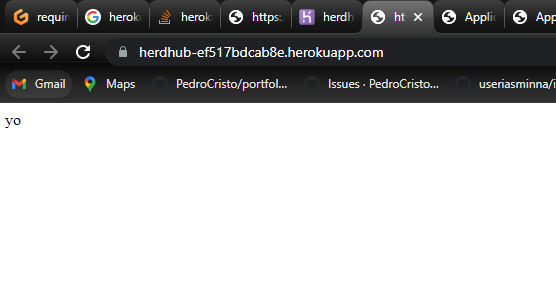 requir herok herok https: herdh ht Applic App
herdhub-ef517bdcab8e.herokuapp.com
Gmail Maps PedroCristo/portfol... Issues · PedroCristo... useriasminna/i
yo